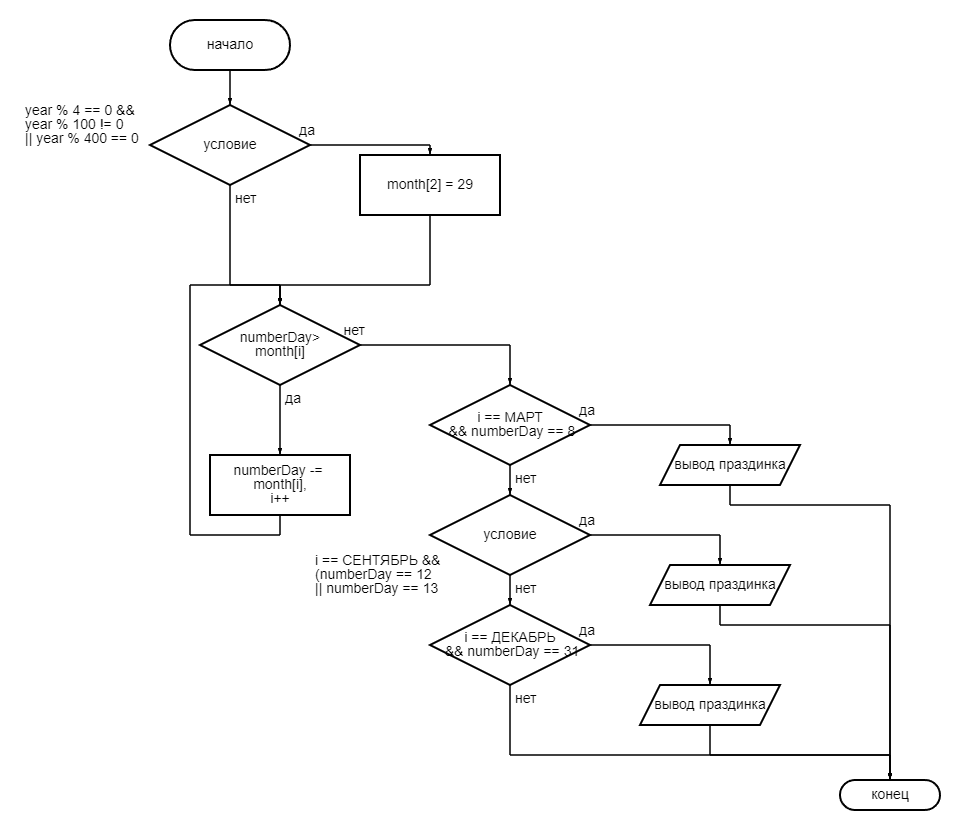 начало
year % 4 == 0 &&
year % 100 != 0
|| year % 400 == 0
условие
да
month[2] = 29
нет
numberDay>
month[i]
нет
да
numberDay -=
month[i],
i++
i == МАРТ
&& numberDay == 8
да
вывод праздинка
нет
условие
да
i == СЕНТЯБРЬ &&
(numberDay == 12
|| numberDay == 13
вывод праздинка
нет
i == ДЕКАБРЬ
&& numberDay == 31
да
вывод праздинка
нет
конец